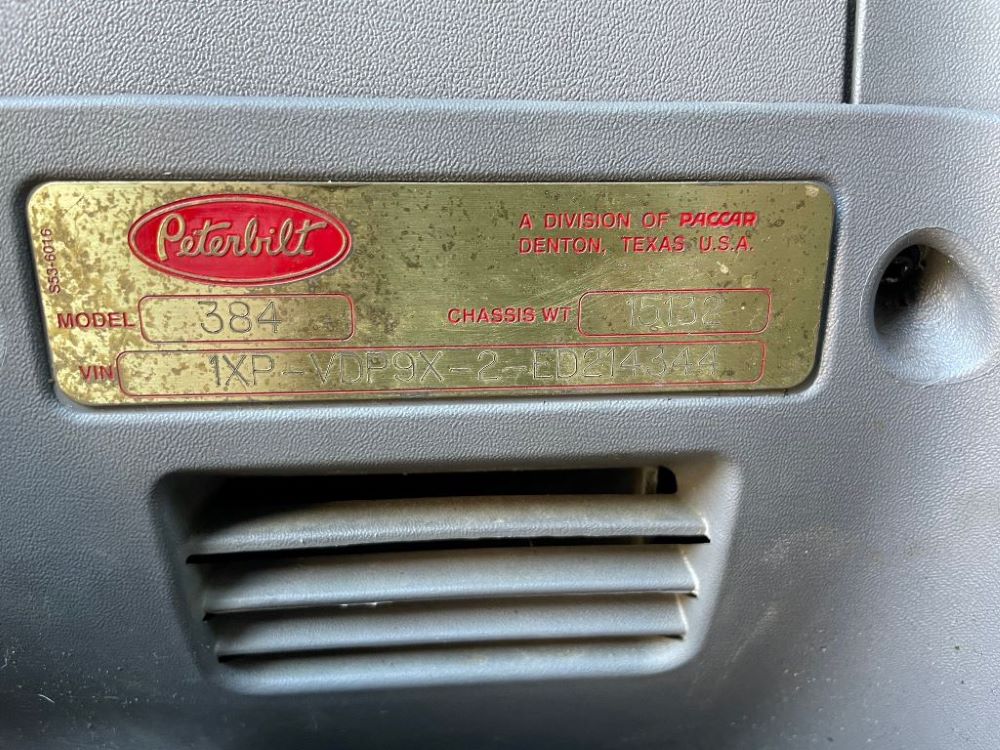 Peterbilt
A DIVISION OF PACCAR
DENTON, TEXAS U.S.A.
S53-6016
MODEL 384 CHASSIS WT 15132
VIN 1XP-VDP9X-2-ED214344